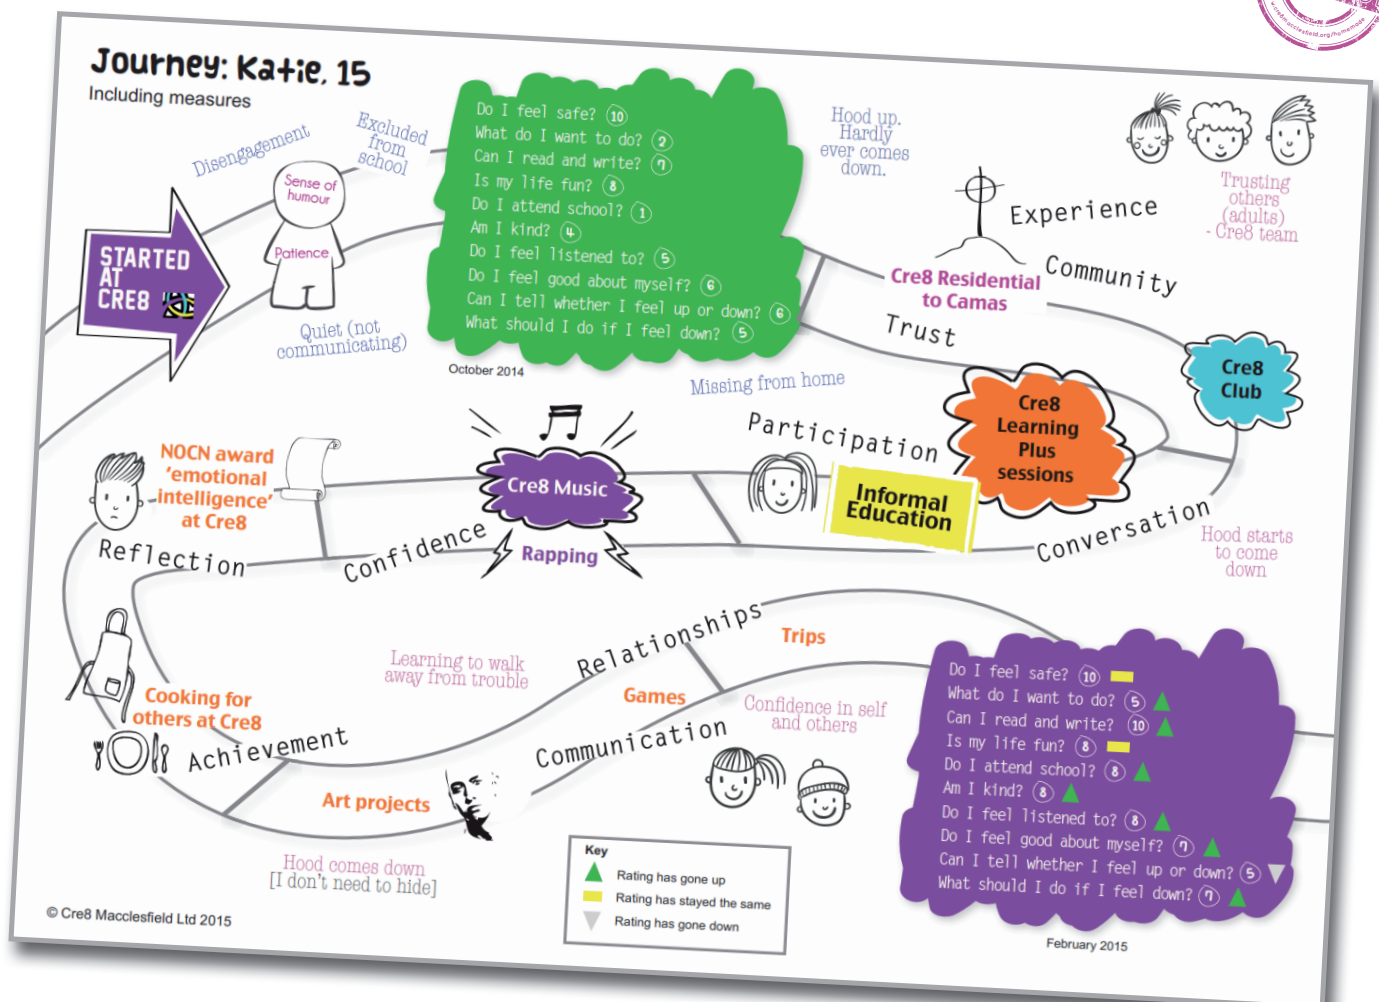 Journey: Katie, 15
Including measures
Disengagement
Excluded
from
school
Sense of
humour
Patience
STARTED
AT
CRE8
Quiet (not
communicating)
Do I feel safe? 10
What do I want to do? 2
Can I read and write? 7
Is my life fun? 8
Do I attend school? 1
Am I kind? 4
Do I feel listened to? 5
Do I feel good about myself? 6
Can I tell whether I feel up or down? 6
What should I do if I feel down? 5
October 2014
Hood up.
Hardly
ever comes
down.
Experience
Community
Cre8 Residential
to Camas
Trust
Trusting
others
(adults)
- Cre8 team
Cre8
Club
Missing from home
Participation
Cre8
Learning
Plus
sessions
Informal
Education
Conversation
Hood starts
to come
down
Cre8 Music
Rapping
Confidence
NOCN award
'emotional
intelligence'
at Cre8
Reflection
Cooking for
others at Cre8
Achievement
Art projects
Learning to walk
away from trouble
Relationships
Trips
Games
Communication
Confidence in self
and others
Hood comes down
[I don't need to hide]
Do I feel safe? 10
What do I want to do? 5
Can I read and write? 10
Is my life fun? 8
Do I attend school? 8
Am I kind? 8
Do I feel listened to? 8
Do I feel good about myself? 7
Can I tell whether I feel up or down? 5
What should I do if I feel down? 7
February 2015
Key
Rating has gone up
Rating has stayed the same
Rating has gone down
© Cre8 Macclesfield Ltd 2015